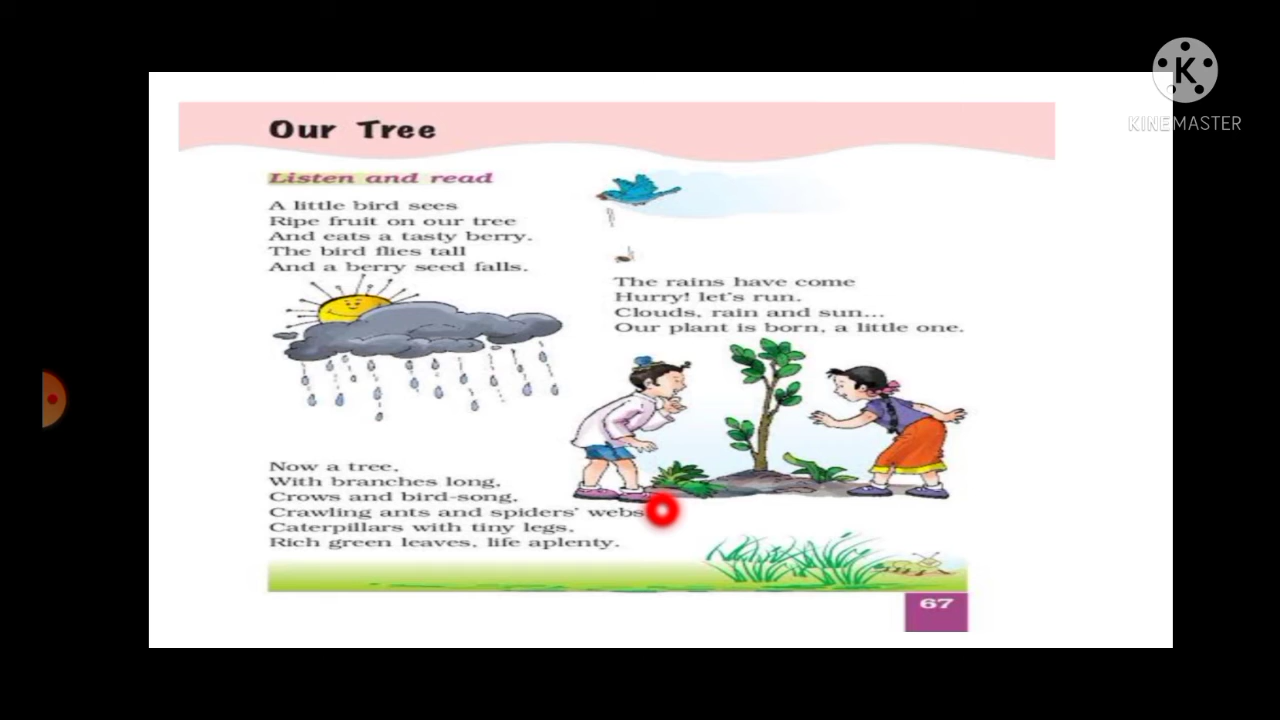 Our Tree
Listen and read
A little bird sees
Ripe fruit on our tree
And eats a tasty berry.
The bird flies tall
And a berry seed falls.
The rains have come
Hurry! let's run.
Clouds, rain and sun...
Our plant is born, a little one.
Now a tree,
With branches long,
Crows and bird-song,
Crawling ants and spiders' webs
Caterpillars with tiny legs,
Rich green leaves, life aplenty.
67
K
KINEMASTER